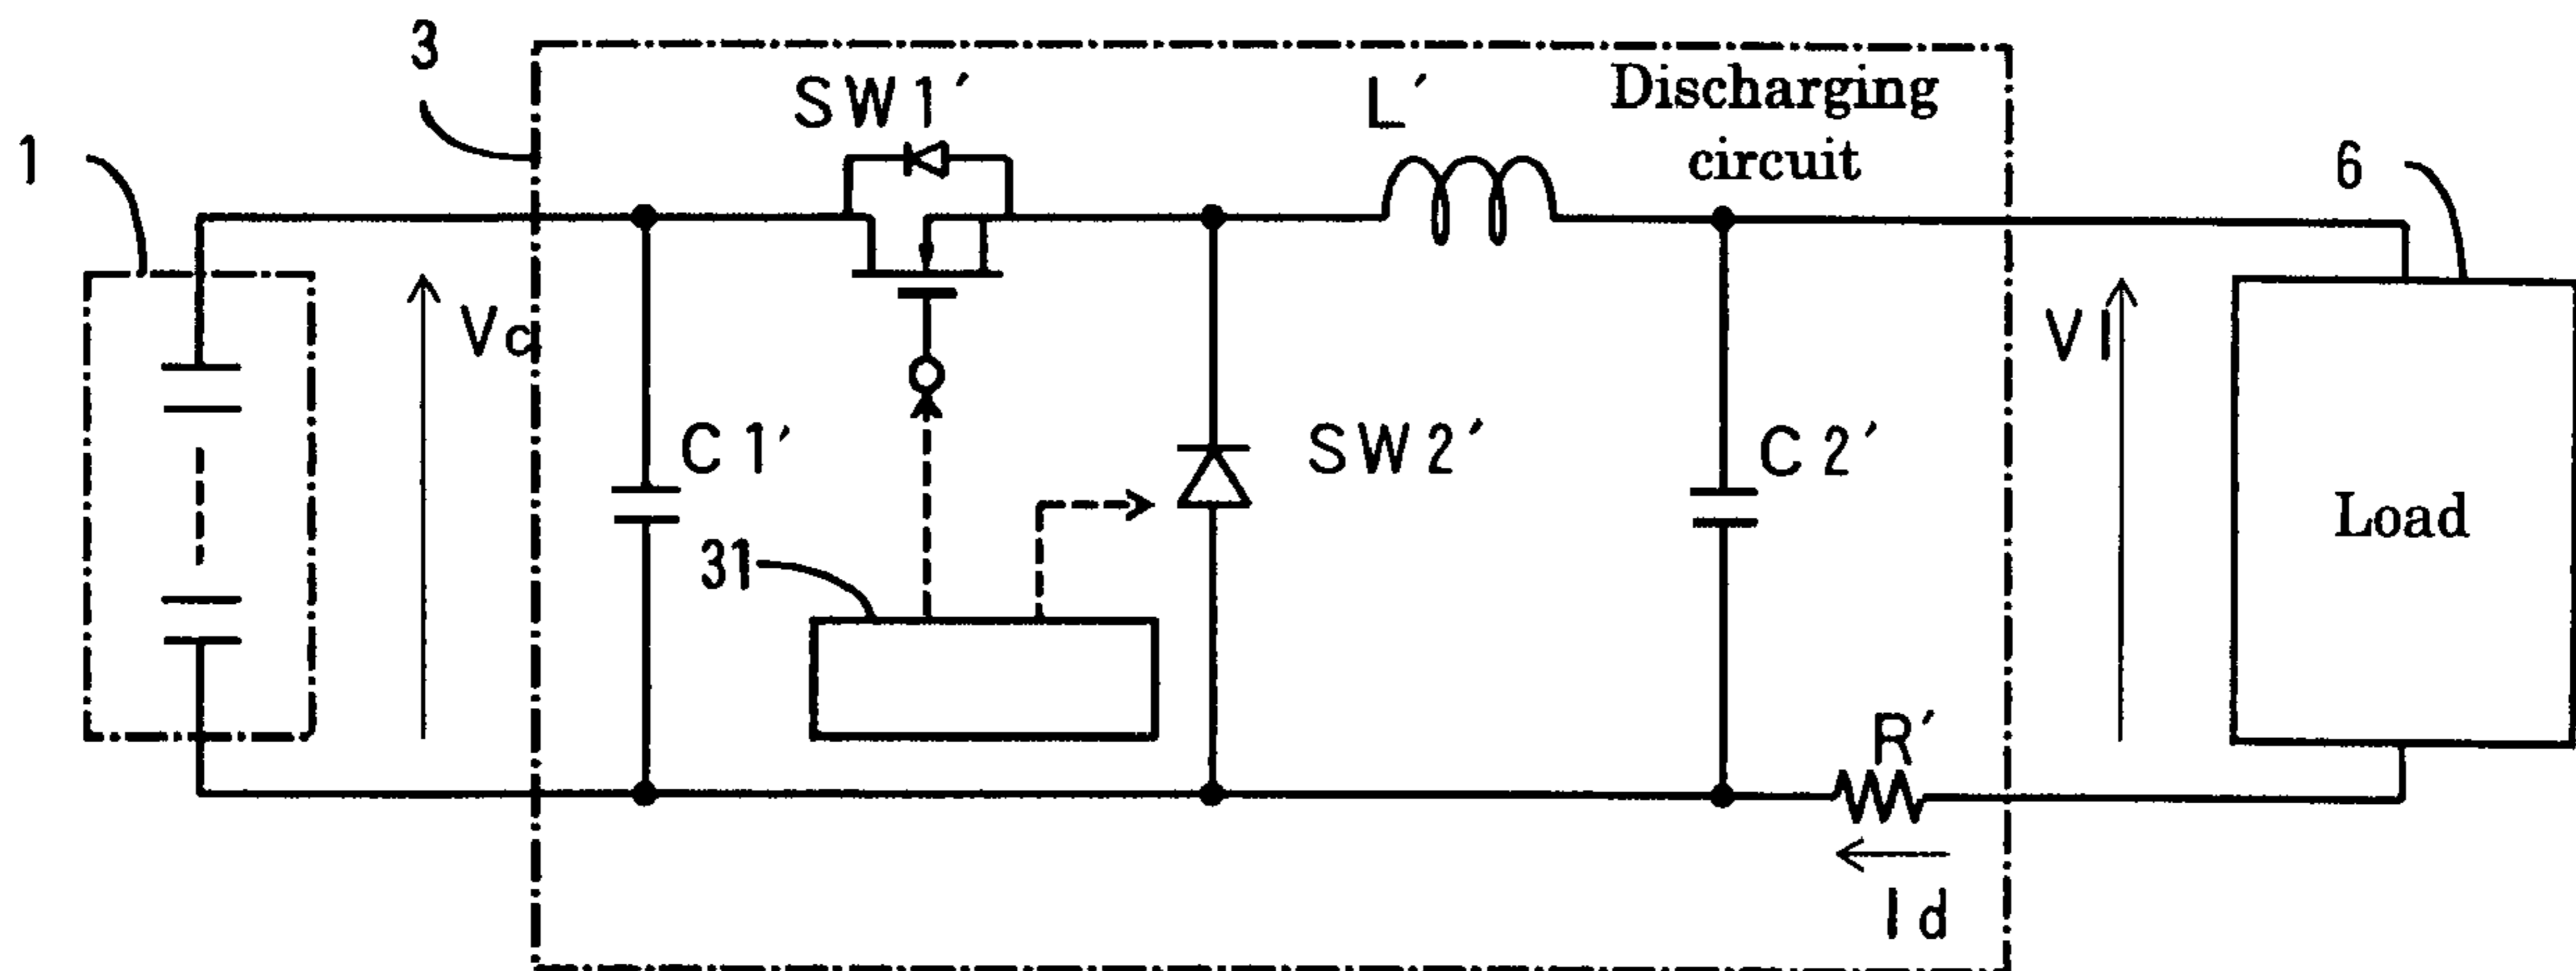 3
SW1′
L′
Discharging
circuit
1
6
Vc
Vl
C1′
SW2′
C2′
Load
31
R′
Id